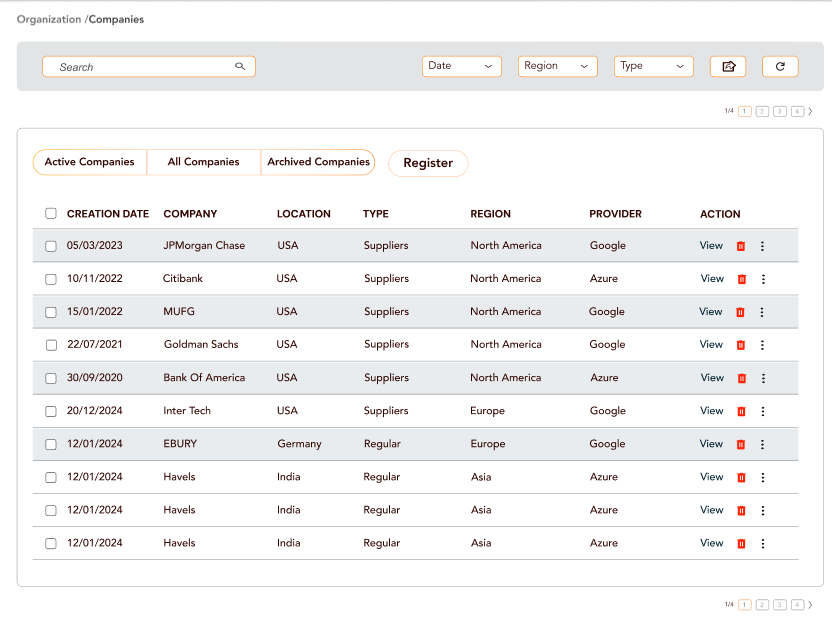 Organization /Companies
Search Date Region Type
1/4 1 2 3 4
Active Companies All Companies Archived Companies Register
CREATION DATE COMPANY LOCATION TYPE REGION PROVIDER ACTION
05/03/2023 JPMorgan Chase USA Suppliers North America Google View
10/11/2022 Citibank USA Suppliers North America Azure View
15/01/2022 MUFG USA Suppliers North America Google View
22/07/2021 Goldman Sachs USA Suppliers North America Google View
30/09/2020 Bank Of America USA Suppliers North America Azure View
20/12/2024 Inter Tech USA Suppliers Europe Google View
12/01/2024 EBURY Germany Regular Europe Google View
12/01/2024 Havels India Regular Asia Azure View
12/01/2024 Havels India Regular Asia Azure View
12/01/2024 Havels India Regular Asia Azure View
1/4 1 2 3 4